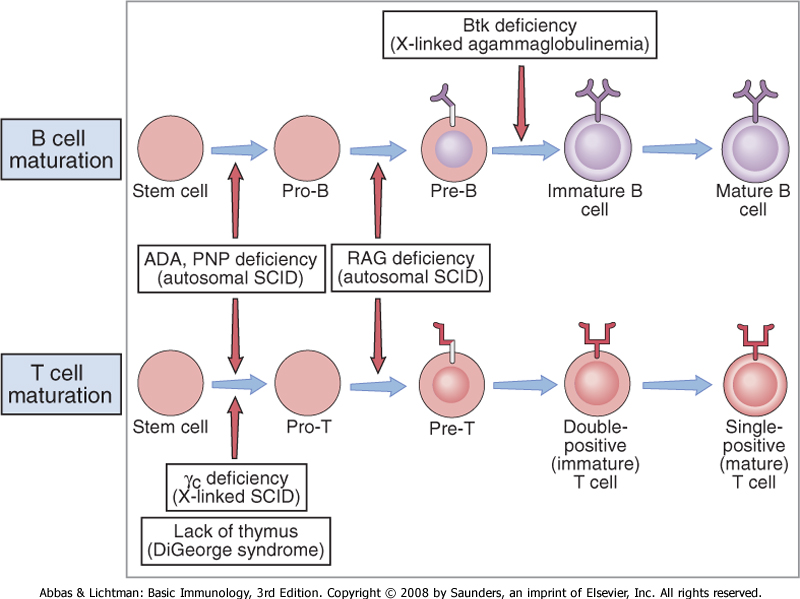 Btk deficiency
(X-linked agammaglobulinemia)
B cell
maturation
Stem cell
Pro-B
Pre-B
Immature B
cell
Mature B
cell
ADA, PNP deficiency
(autosomal SCID)
RAG deficiency
(autosomal SCID)
T cell
maturation
Stem cell
Pro-T
Pre-T
Double-
positive
(immature)
T cell
Single-
positive
(mature)
T cell
γc deficiency
(X-linked SCID)
Lack of thymus
(DiGeorge syndrome)
Abbas & Lichtman: Basic Immunology, 3rd Edition. Copyright © 2008 by Saunders, an imprint of Elsevier, Inc. All rights reserved.